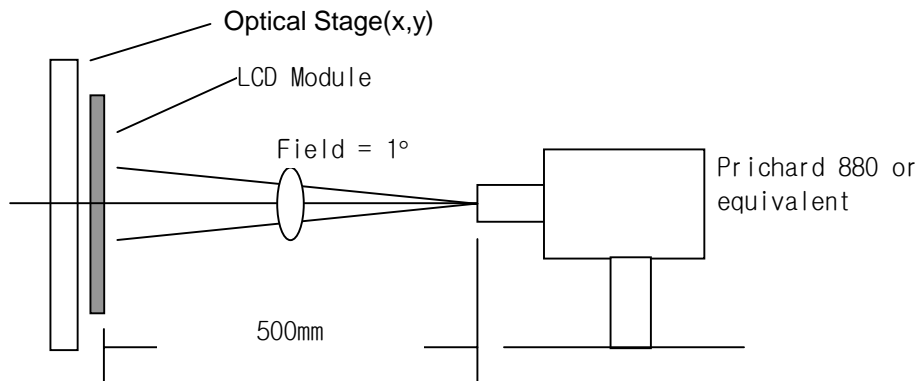 Optical Stage(x,y)
LCD Module
Field = 1°
Prichard 880 or
equivalent
500mm